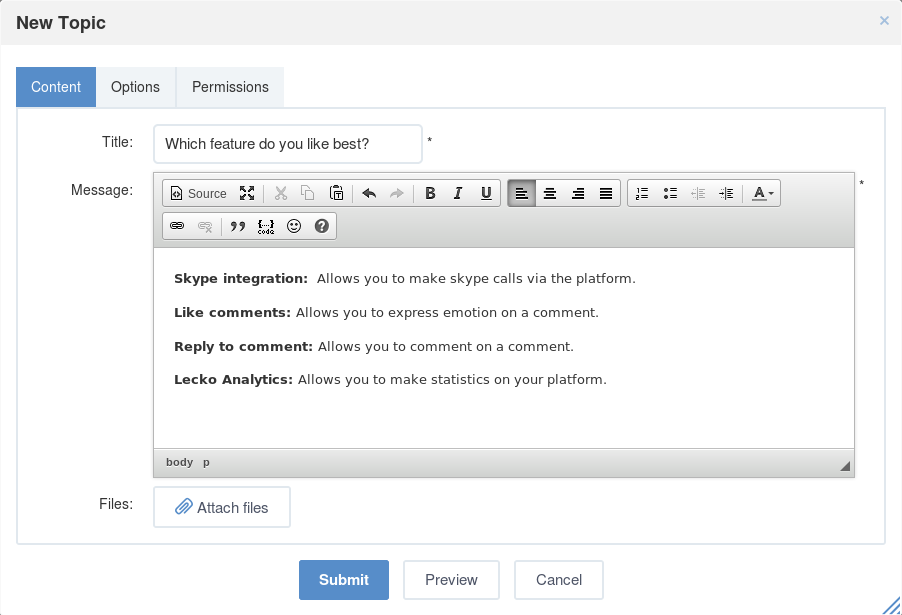 New Topic ×
Content Options Permissions
Title: Which feature do you like best? *
Message: Source B I U A *
code
Skype integration: Allows you to make skype calls via the platform.
Like comments: Allows you to express emotion on a comment.
Reply to comment: Allows you to comment on a comment.
Lecko Analytics: Allows you to make statistics on your platform.
body p
Files: Attach files
Submit Preview Cancel